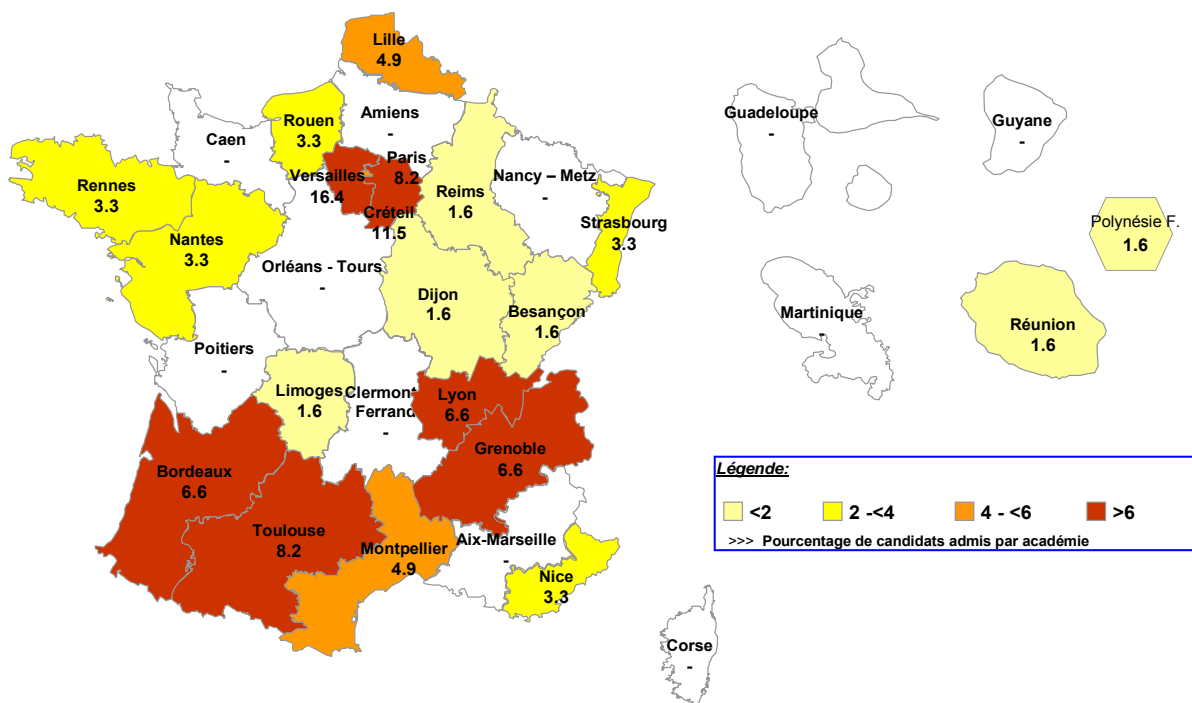 Lille
4.9
Amiens
-
Rouen
3.3
Caen
-
Paris
8.2
Versailles
16.4
Créteil
11.5
Reims
1.6
Nancy – Metz
-
Strasbourg
3.3
Rennes
3.3
Nantes
3.3
Orléans - Tours
-
Dijon
1.6
Besançon
1.6
Poitiers
-
Limoges
1.6
Clermont
Ferrand
-
Lyon
6.6
Grenoble
6.6
Bordeaux
6.6
Toulouse
8.2
Montpellier
4.9
Aix-Marseille
-
Nice
3.3
Corse
-
Guadeloupe
-
Guyane
-
Polynésie F.
1.6
Martinique
-
Réunion
1.6
Légende:
<2
2 -<4
4 - <6
>6
>>> Pourcentage de candidats admis par académie